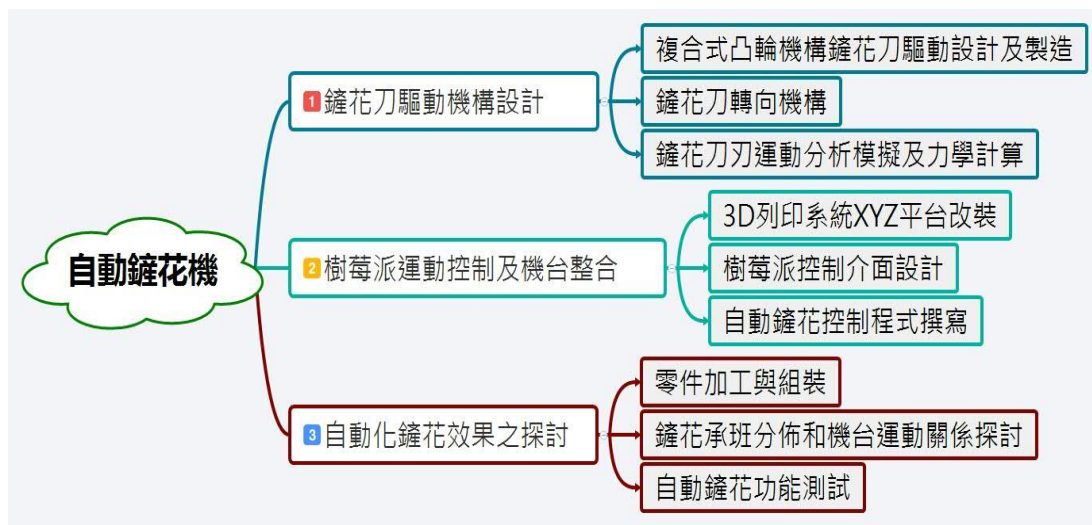 自動鏟花機
1 鏟花刀驅動機構設計
複合式凸輪機構鏟花刀驅動設計及製造
鏟花刀轉向機構
鏟花刀刃運動分析模擬及力學計算
2 樹莓派運動控制及機台整合
3D列印系統XYZ平台改裝
樹莓派控制介面設計
自動鏟花控制程式撰寫
3 自動化鏟花效果之探討
零件加工與組裝
鏟花承班分佈和機台運動關係探討
自動鏟花功能測試